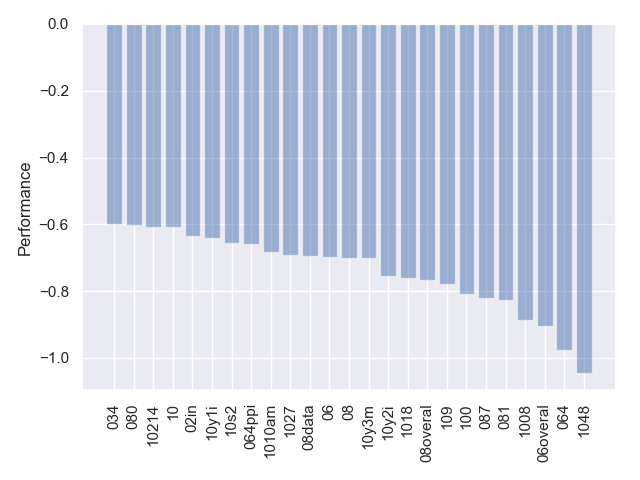 0.0
−0.2
−0.4
−0.6
−0.8
−1.0
Performance
034
080
10214
10
02in
10y1i
10s2
064ppi
1010am
1027
08data
06
08
10y3m
10y2i
1018
08overal
109
100
087
081
1008
06overal
064
1048